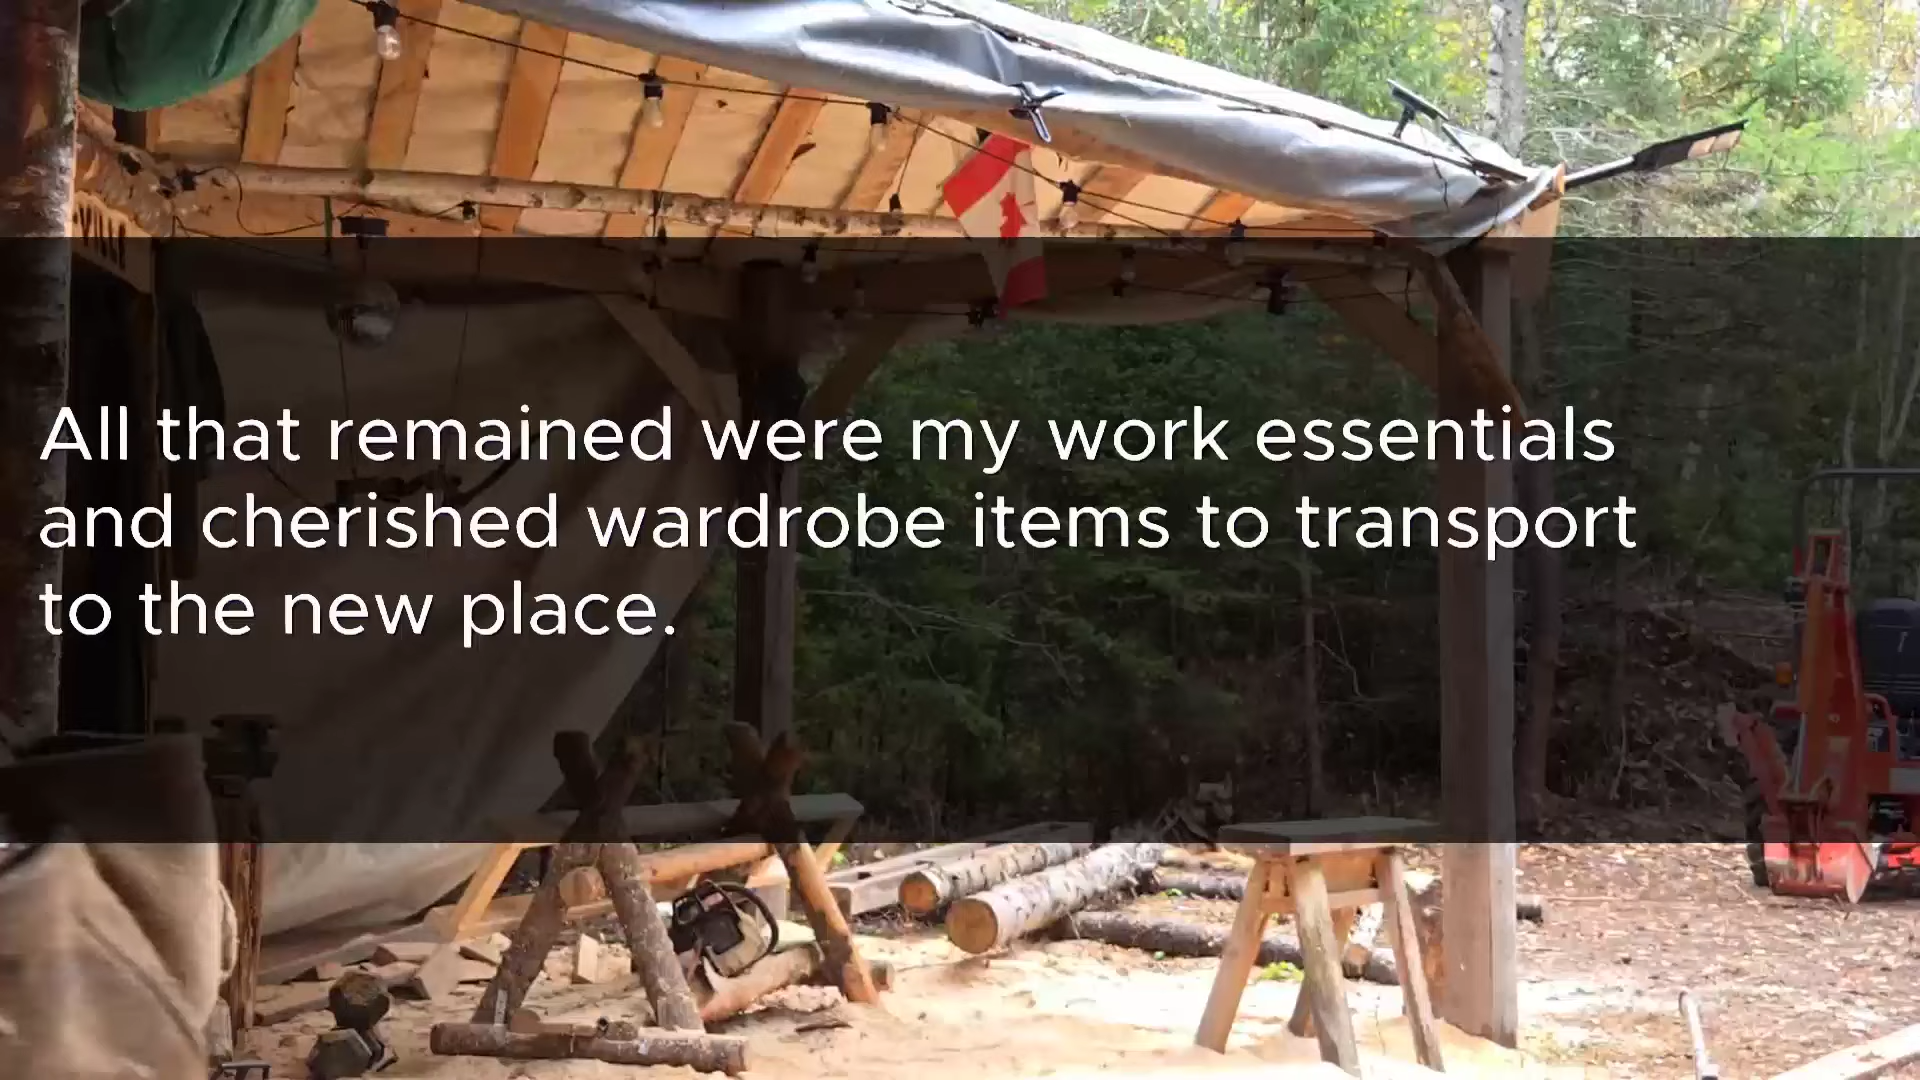 All that remained were my work essentials
and cherished wardrobe items to transport
to the new place.